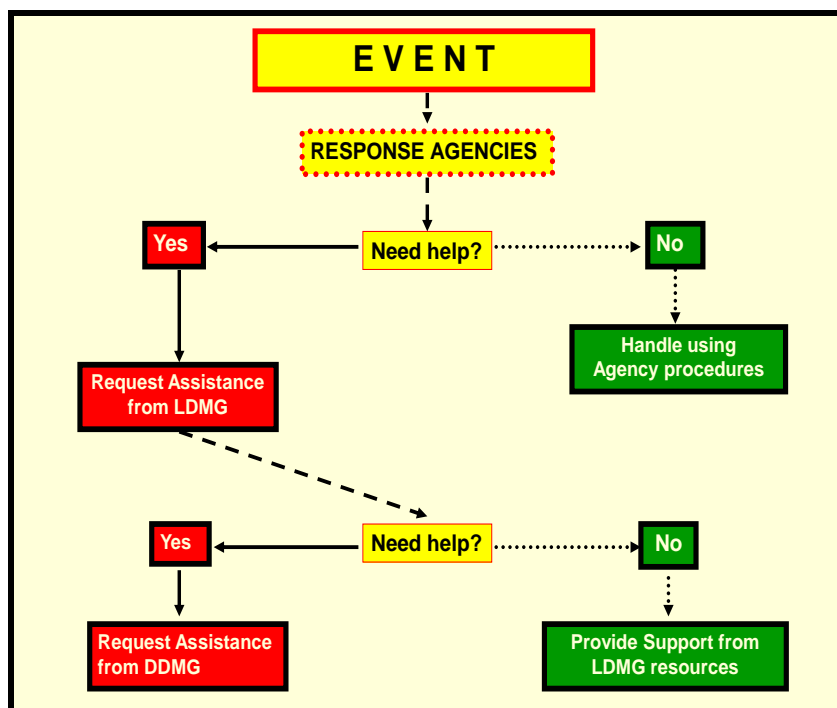 E V E N T
RESPONSE AGENCIES
Yes
Need help?
No
Handle using
Agency procedures
Request Assistance
from LDMG
Yes
Need help?
No
Request Assistance
from DDMG
Provide Support from
LDMG resources